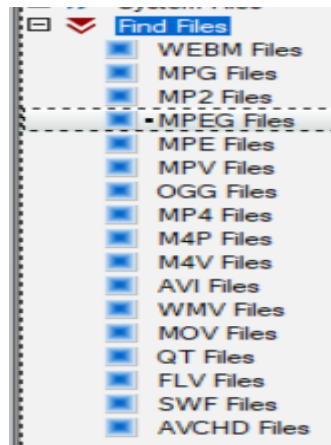 Find Files
WEBM Files
MPG Files
MP2 Files
MPEG Files
MPE Files
MPV Files
OGG Files
MP4 Files
M4P Files
M4V Files
AVI Files
WMV Files
MOV Files
QT Files
FLV Files
SWF Files
AVCHD Files